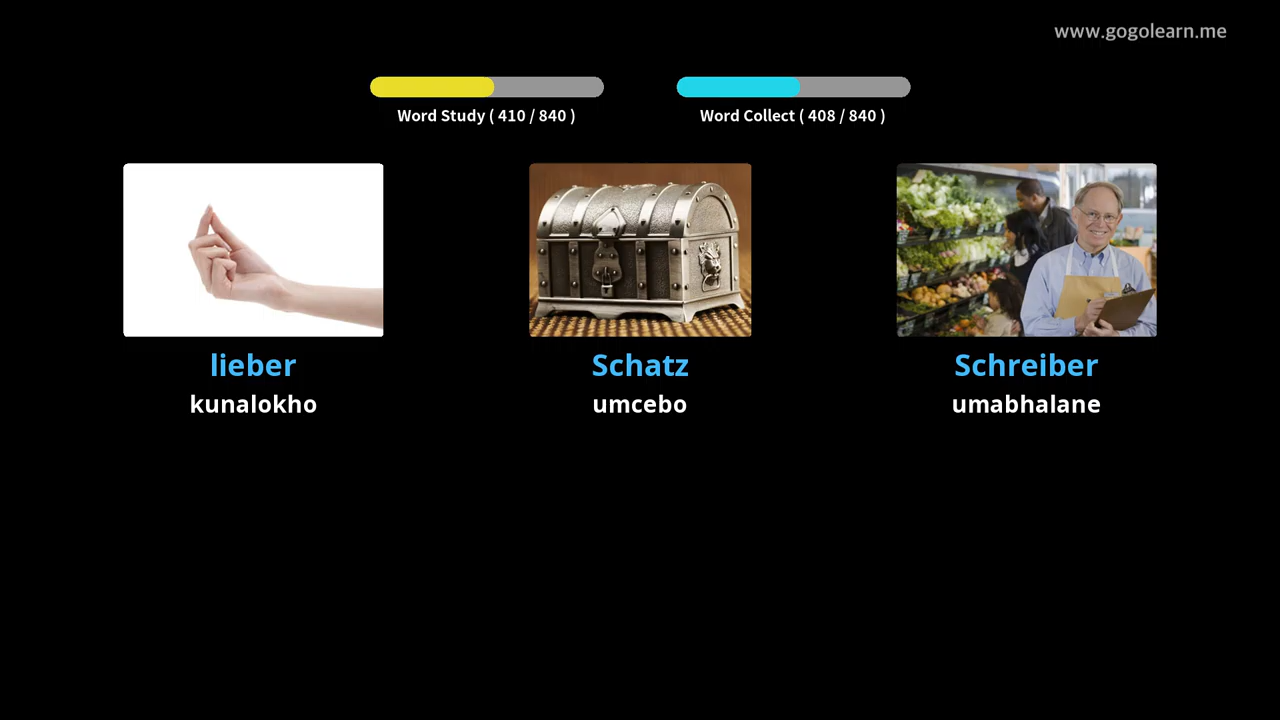 www.gogolearn.me
Word Study ( 410 / 840 )
Word Collect ( 408 / 840 )
lieber
Schatz
Schreiber
kunalokho
umcebo
umabhalane